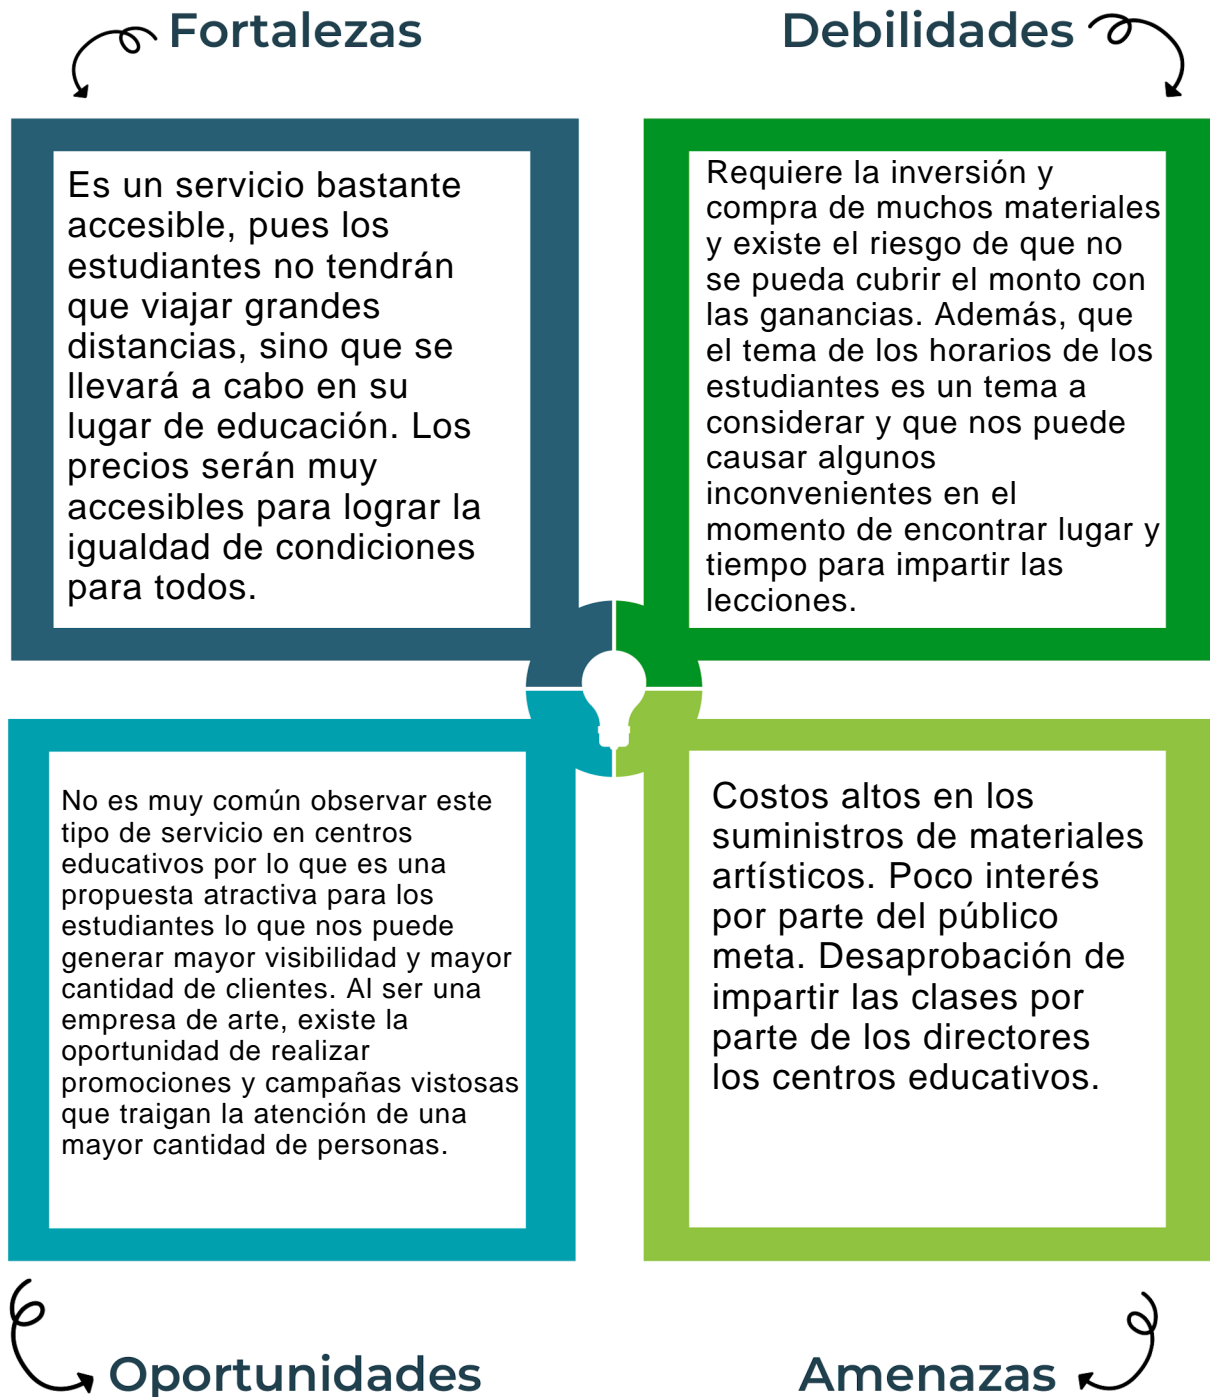 Fortalezas
Es un servicio bastante
accesible, pues los
estudiantes no tendrán
que viajar grandes
distancias, sino que se
llevará a cabo en su
lugar de educación. Los
precios serán muy
accesibles para lograr la
igualdad de condiciones
para todos.
Debilidades
Requiere la inversión y
compra de muchos materiales
y existe el riesgo de que no
se pueda cubrir el monto con
las ganancias. Además, que
el tema de los horarios de los
estudiantes es un tema a
considerar y que nos puede
causar algunos
inconvenientes en el
momento de encontrar lugar y
tiempo para impartir las
lecciones.
No es muy común observar este
tipo de servicio en centros
educativos por lo que es una
propuesta atractiva para los
estudiantes lo que nos puede
generar mayor visibilidad y mayor
cantidad de clientes. Al ser una
empresa de arte, existe la
oportunidad de realizar
promociones y campañas vistosas
que traigan la atención de una
mayor cantidad de personas.
Oportunidades
Costos altos en los
suministros de materiales
artísticos. Poco interés
por parte del público
meta. Desaprobación de
impartir las clases por
parte de los directores
los centros educativos.
Amenazas